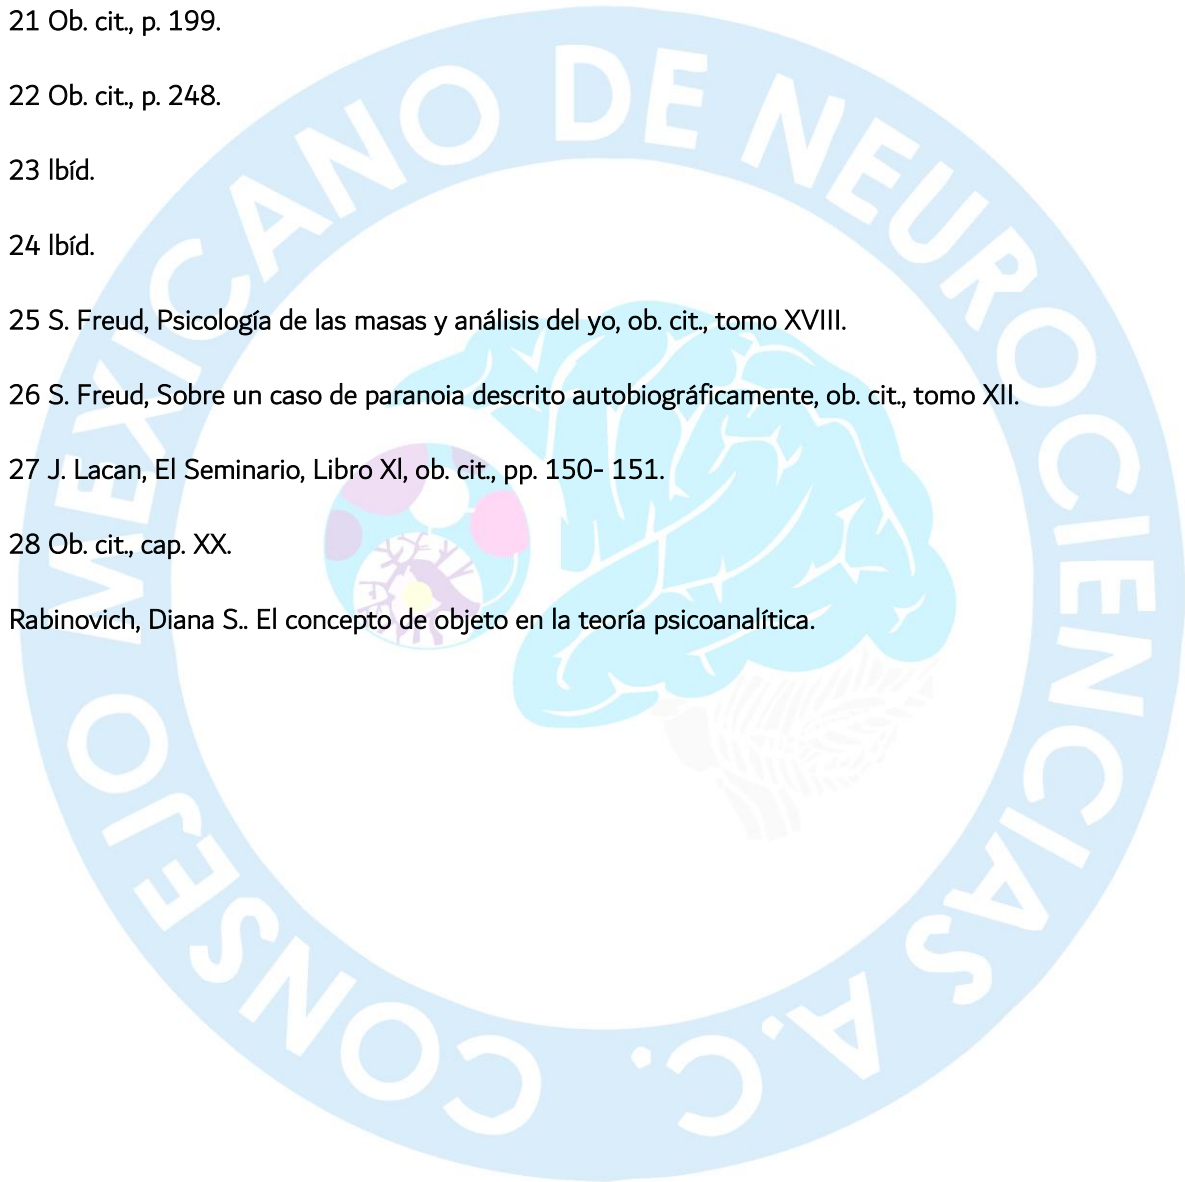 21 Ob. cit., p. 199.
22 Ob. cit., p. 248.
23 lbíd.
24 lbíd.
25 S. Freud, Psicología de las masas y análisis del yo, ob. cit., tomo XVIII.
26 S. Freud, Sobre un caso de paranoia descrito autobiográficamente, ob. cit., tomo XII.
27 J. Lacan, El Seminario, Libro Xl, ob. cit., pp. 150- 151.
28 Ob. cit., cap. XX.
Rabinovich, Diana S.. El concepto de objeto en la teoría psicoanalítica.
CONSEJO MEXICANO DE NEUROCIENCIAS A.C.